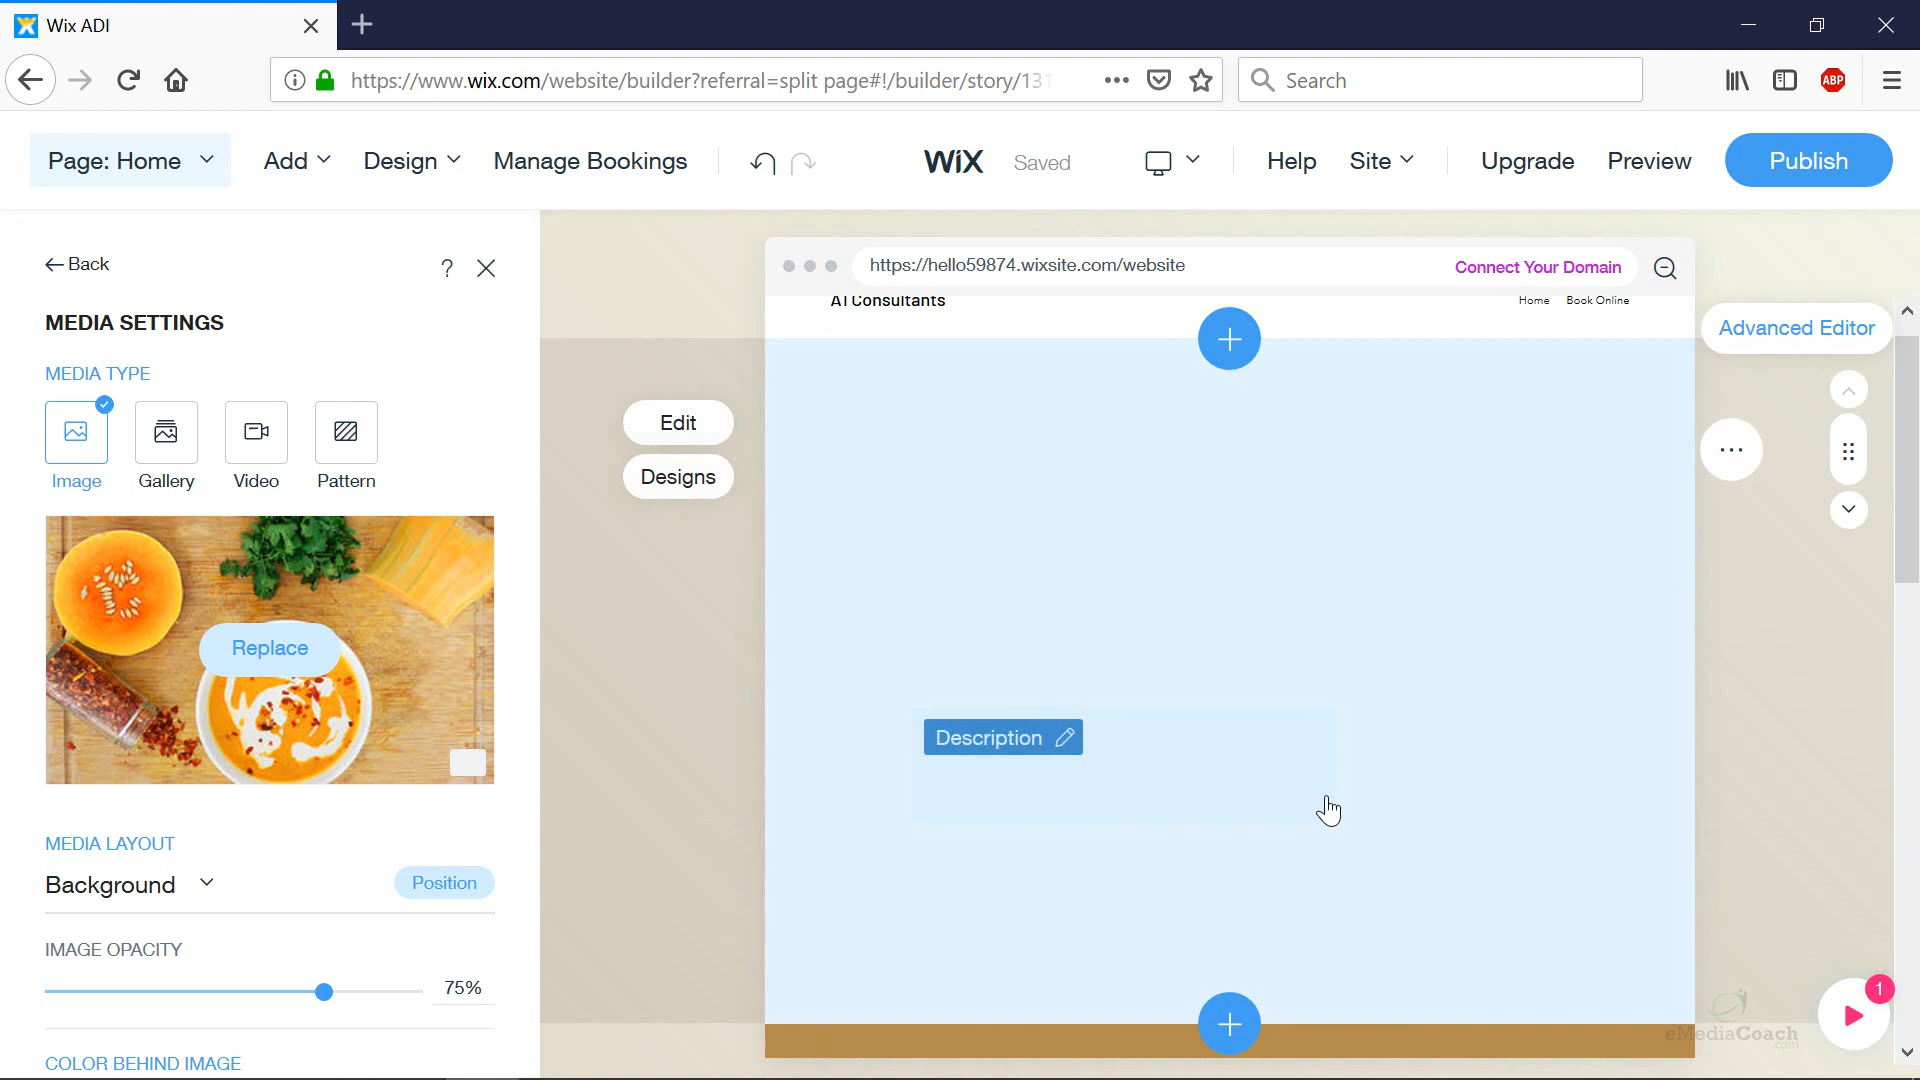 Wix ADI
https://www.wix.com/website/builder?referral=split page#!/builder/story/131
Search
ABP
Page: Home
Add
Design
Manage Bookings
WiX
Saved
Help
Site
Upgrade
Preview
Publish
Back
?
MEDIA SETTINGS
MEDIA TYPE
Image
Gallery
Video
Pattern
Replace
MEDIA LAYOUT
Background
Position
IMAGE OPACITY
75%
COLOR BEHIND IMAGE
https://hello59874.wixsite.com/website
Connect Your Domain
AI Consultants
Home
Book Online
Advanced Editor
Edit
Designs
Description
1
eMediaCoach
.com